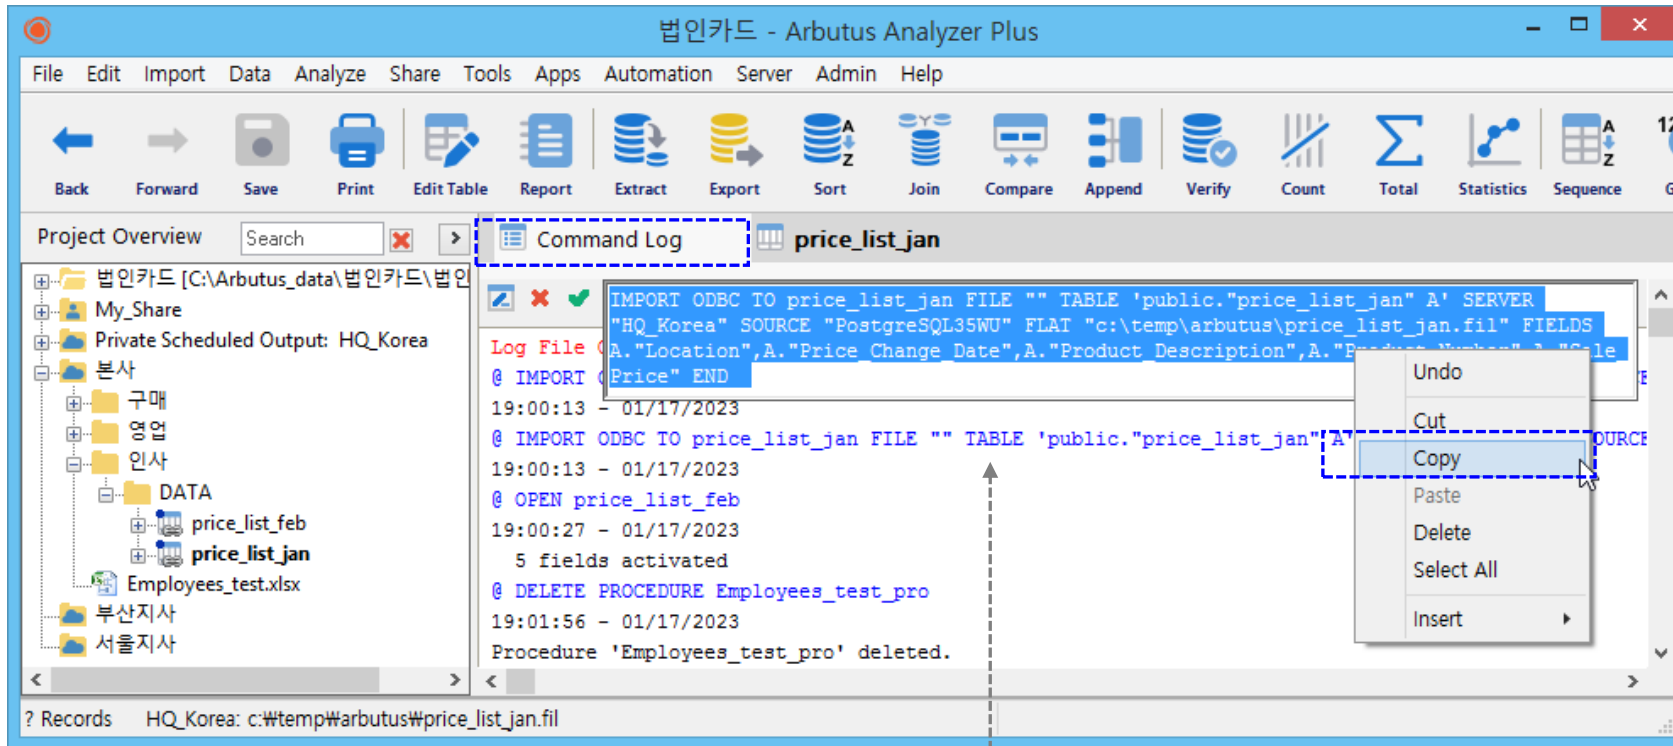 법인카드 - Arbutus Analyzer Plus
File Edit Import Data Analyze Share Tools Apps Automation Server Admin Help
Back Forward Save Print Edit Table Report Extract Export Sort Join Compare Append Verify Count Total Statistics Sequence
Project Overview
Search
법인카드 [C:\Arbutus_data\법인카드\법인
My_Share
Private Scheduled Output: HQ_Korea
본사
구매
영업
인사
DATA
price_list_feb
price_list_jan
Employees_test.xlsx
부산지사
서울지사
Command Log
price_list_jan
IMPORT ODBC TO price_list_jan FILE "" TABLE 'public."price_list_jan" A' SERVER
"HQ_Korea" SOURCE "PostgreSQL35WU" FLAT "c:\temp\arbutus\price_list_jan.fil" FIELDS
A."Location",A."Price_Change_Date",A."Product_Description",A."Product_Number",A."Sale_
Price" END
Log File
@ IMPORT
19:00:13 - 01/17/2023
@ IMPORT ODBC TO price_list_jan FILE "" TABLE 'public."price_list_jan" A' SOURCE
19:00:13 - 01/17/2023
@ OPEN price_list_feb
19:00:27 - 01/17/2023
5 fields activated
@ DELETE PROCEDURE Employees_test_pro
19:01:56 - 01/17/2023
Procedure 'Employees_test_pro' deleted.
Undo
Cut
Copy
Paste
Delete
Select All
Insert
? Records HQ_Korea: c:₩temp₩arbutus₩price_list_jan.fil